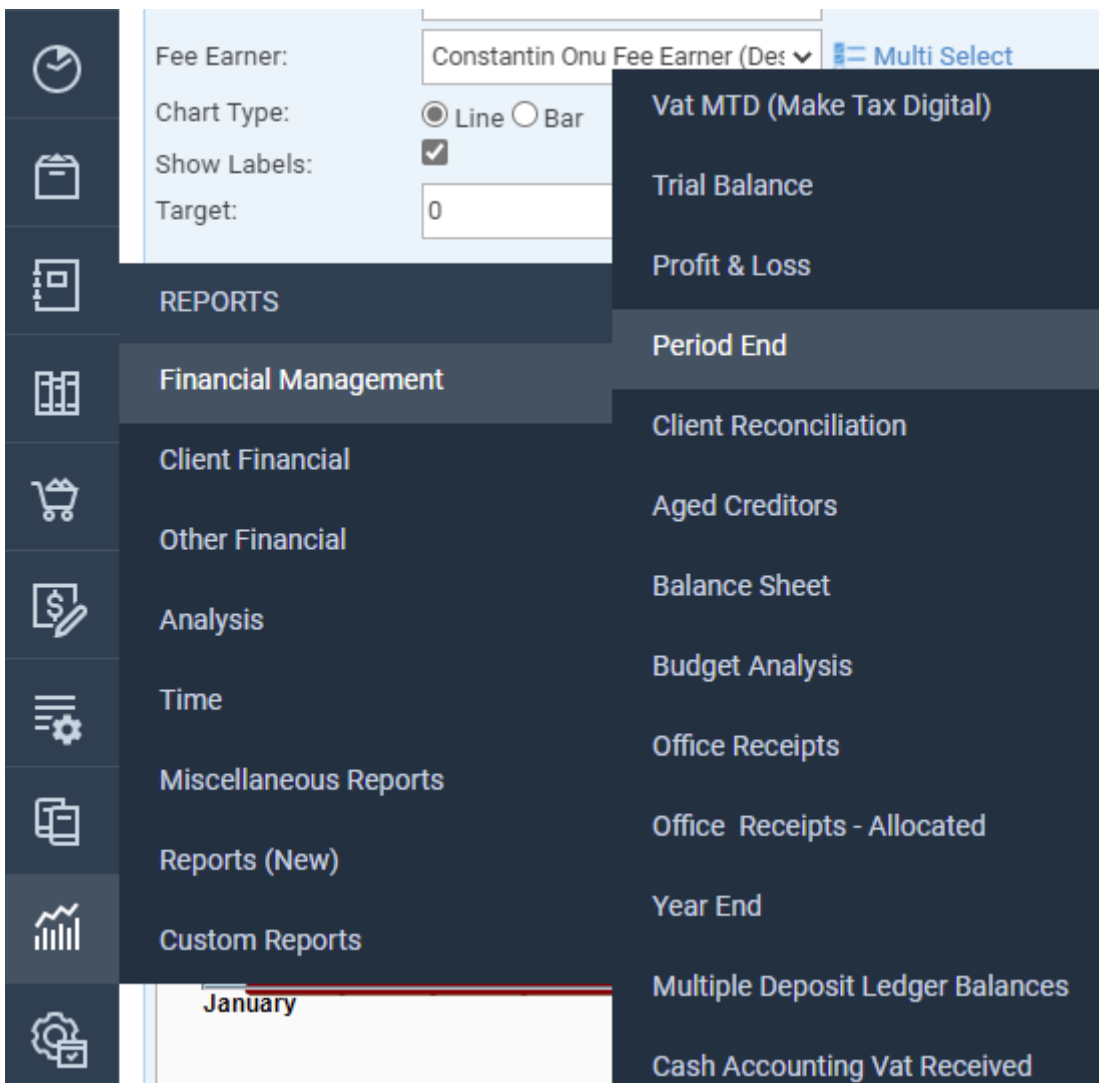 Fee Earner:
Constantin Onu Fee Earner (Des
Multi Select
Chart Type:
Line
Bar
Show Labels:
Target:
0
REPORTS
Financial Management
Client Financial
Other Financial
Analysis
Time
Miscellaneous Reports
Reports (New)
Custom Reports
Vat MTD (Make Tax Digital)
Trial Balance
Profit & Loss
Period End
Client Reconciliation
Aged Creditors
Balance Sheet
Budget Analysis
Office Receipts
Office  Receipts - Allocated
Year End
Multiple Deposit Ledger Balances
Cash Accounting Vat Received
January